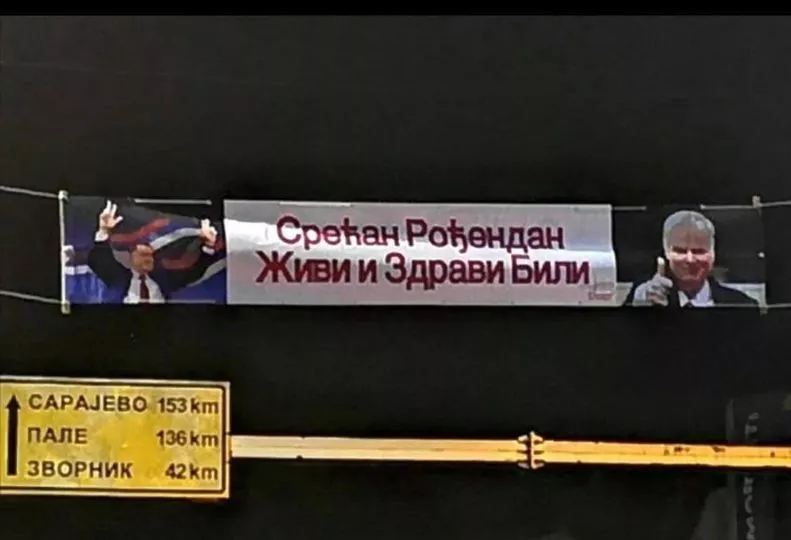 Срећан Рођендан
Живи и Здрави Били
САРАЈЕВО 153 km
ПАЛЕ 136 km
ЗВОРНИК 42 km